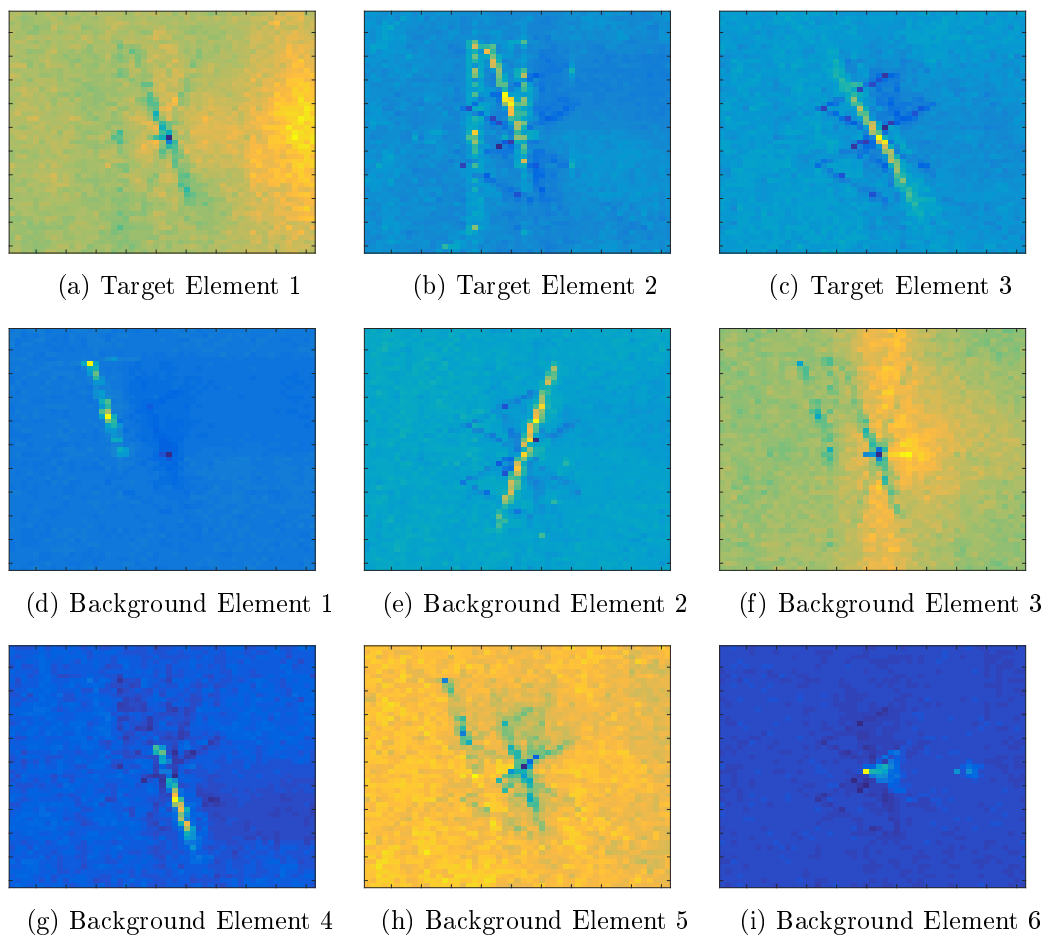 (a) Target Element 1
(b) Target Element 2
(c) Target Element 3
(d) Background Element 1
(e) Background Element 2
(f) Background Element 3
(g) Background Element 4
(h) Background Element 5
(i) Background Element 6